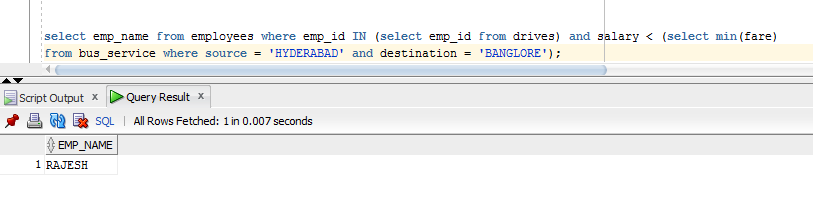 select emp_name from employees where emp_id IN (select emp_id from drives) and salary < (select min(fare)
from bus_service where source = 'HYDERABAD' and destination = 'BANGLORE');
Script Output x Query Result x
SQL | All Rows Fetched: 1 in 0.007 seconds
EMP_NAME
1 RAJESH